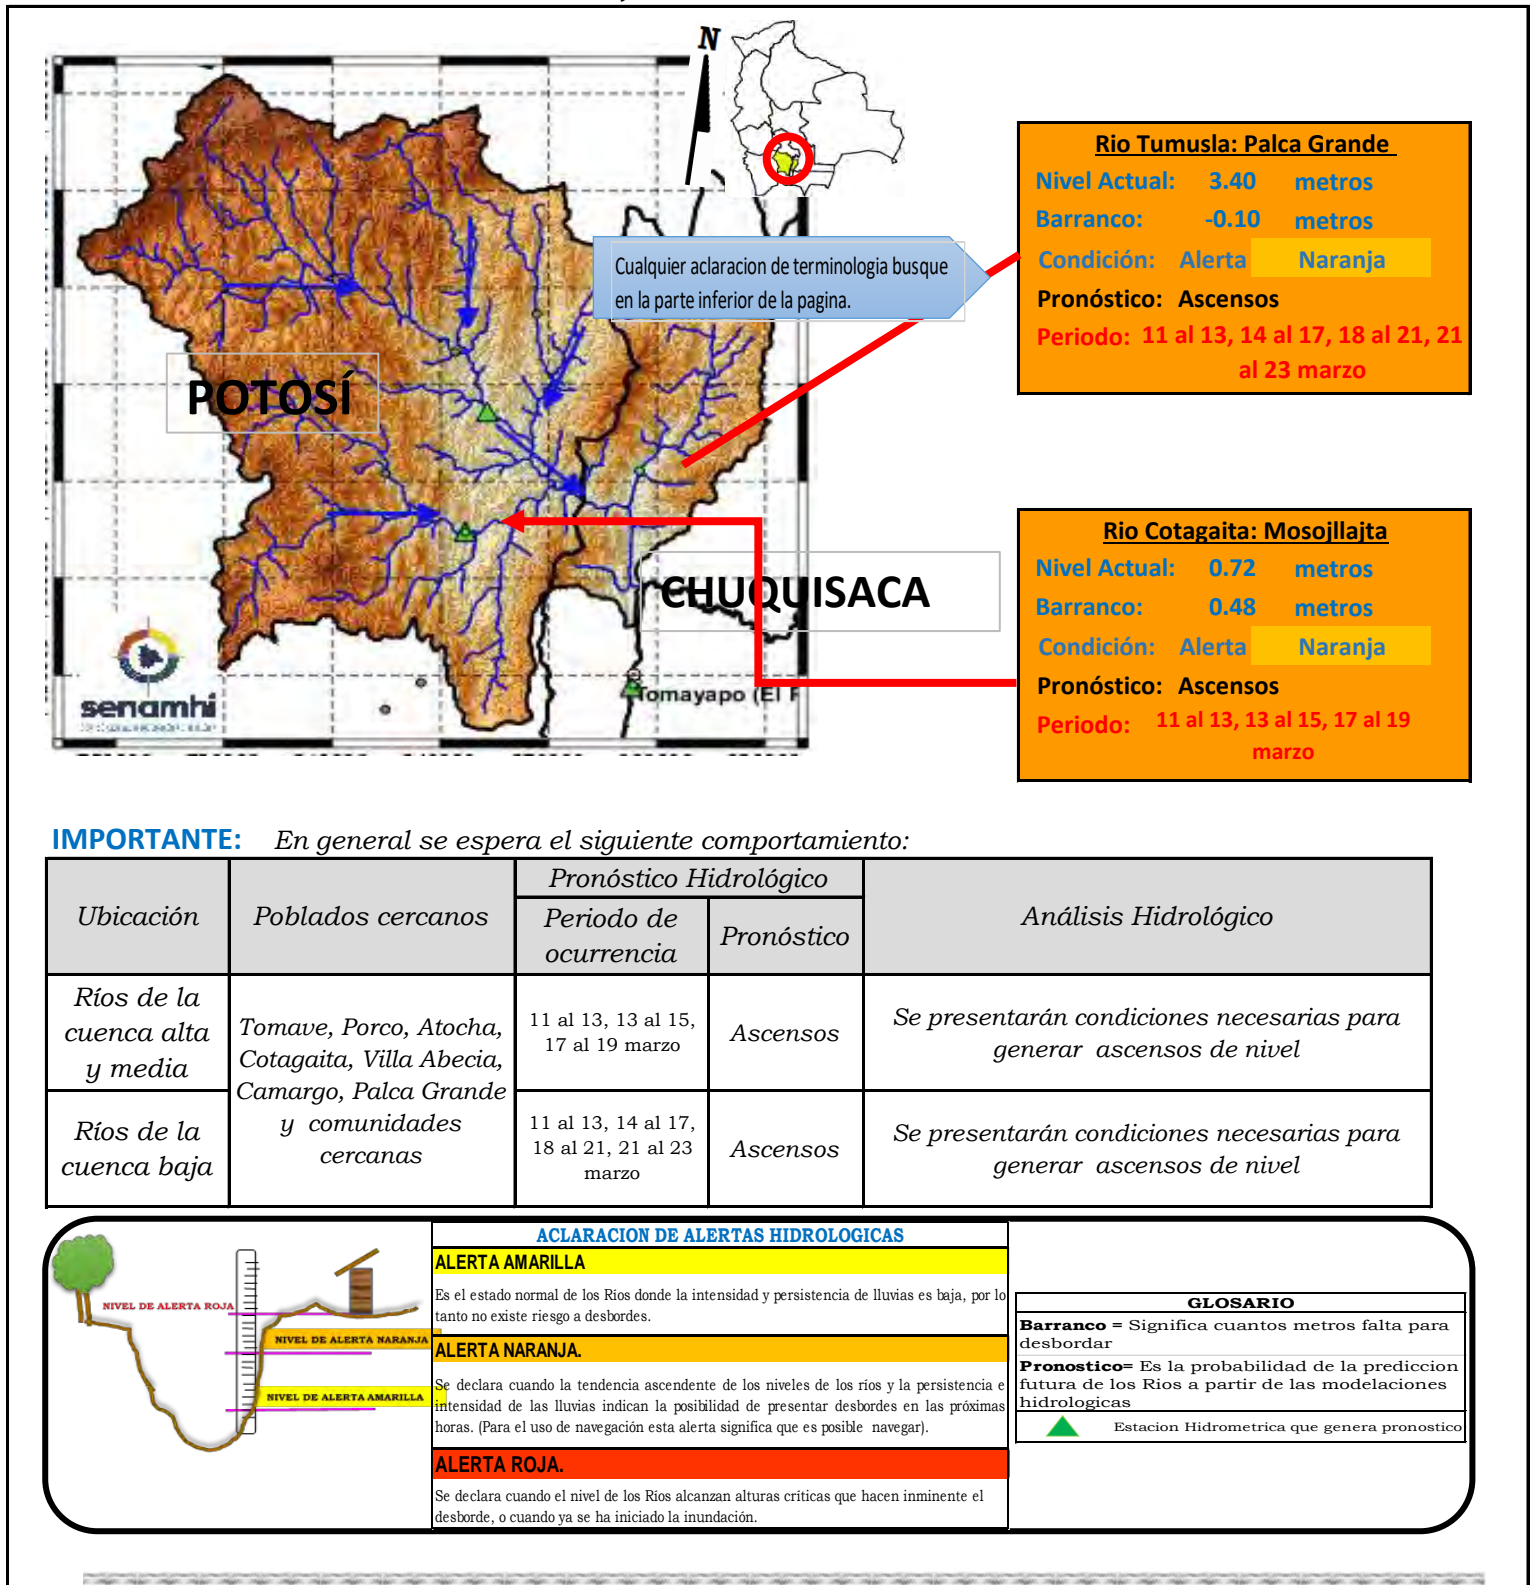 N
Rio Tumusla: Palca Grande
Nivel Actual: 3.40 metros
Barranco: -0.10 metros
Condición: Alerta Naranja
Pronóstico: Ascensos
Periodo: 11 al 13, 14 al 17, 18 al 21, 21
al 23 marzo
Cualquier aclaracion de terminologia busque
en la parte inferior de la pagina.
POTOSÍ
Rio Cotagaita: Mosojllajta
Nivel Actual: 0.72 metros
Barranco: 0.48 metros
Condición: Alerta Naranja
Pronóstico: Ascensos
Periodo: 11 al 13, 13 al 15, 17 al 19
marzo
CHUQUISACA
Tomayapo (El
senamhi
IMPORTANTE: En general se espera el siguiente comportamiento:
Ubicación
Poblados cercanos
Pronóstico Hidrológico
Periodo de
ocurrencia
Pronóstico
Análisis Hidrológico
Ríos de la
cuenca alta
y media
Tomave, Porco, Atocha,
Cotagaita, Villa Abecia,
Camargo, Palca Grande
y comunidades
cercanas
11 al 13, 13 al 15,
17 al 19 marzo
Ascensos
Se presentarán condiciones necesarias para
generar ascensos de nivel
Ríos de la
cuenca baja
11 al 13, 14 al 17,
18 al 21, 21 al 23
marzo
Ascensos
Se presentarán condiciones necesarias para
generar ascensos de nivel
NIVEL DE ALERTA ROJA
NIVEL DE ALERTA NARANJA
NIVEL DE ALERTA AMARILLA
ACLARACION DE ALERTAS HIDROLOGICAS
ALERTA AMARILLA
Es el estado normal de los Rios donde la intensidad y persistencia de lluvias es baja, por lo
tanto no existe riesgo a desbordes.
ALERTA NARANJA.
Se declara cuando la tendencia ascendente de los niveles de los ríos y la persistencia e
intensidad de las lluvias indican la posibilidad de presentar desbordes en las próximas
horas. (Para el uso de navegación esta alerta significa que es posible navegar).
ALERTA ROJA.
Se declara cuando el nivel de los Rios alcanzan alturas críticas que hacen inminente el
desborde, o cuando ya se ha iniciado la inundación.
GLOSARIO
Barranco = Significa cuantos metros falta para
desbordar
Pronostico= Es la probabilidad de la prediccion
futura de los Rios a partir de las modelaciones
hidrologicas
Estacion Hidrometrica que genera pronostico